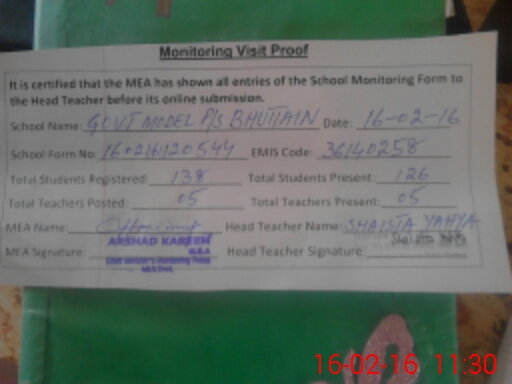 Monitoring Visit Proof
It is certified that the MEA has shown all entries of the School Monitoring Form to
the Head Teacher before its online submission.
School Name: GOVT MODEL P/S BHUTTAIN Date: 16-02-16
School Form No: 160216120544 EMIS Code: 36140258
Total Students Registered: 138 Total Students Present: 126
Total Teachers Posted: 05 Total Teachers Present: 05
MEA Name: Head Teacher Name: SHAISTA YAHYA
ARSHAD KAREEM
MEA Signature: M.E.A Head Teacher Signature: Shaista
16-02-16 11:30